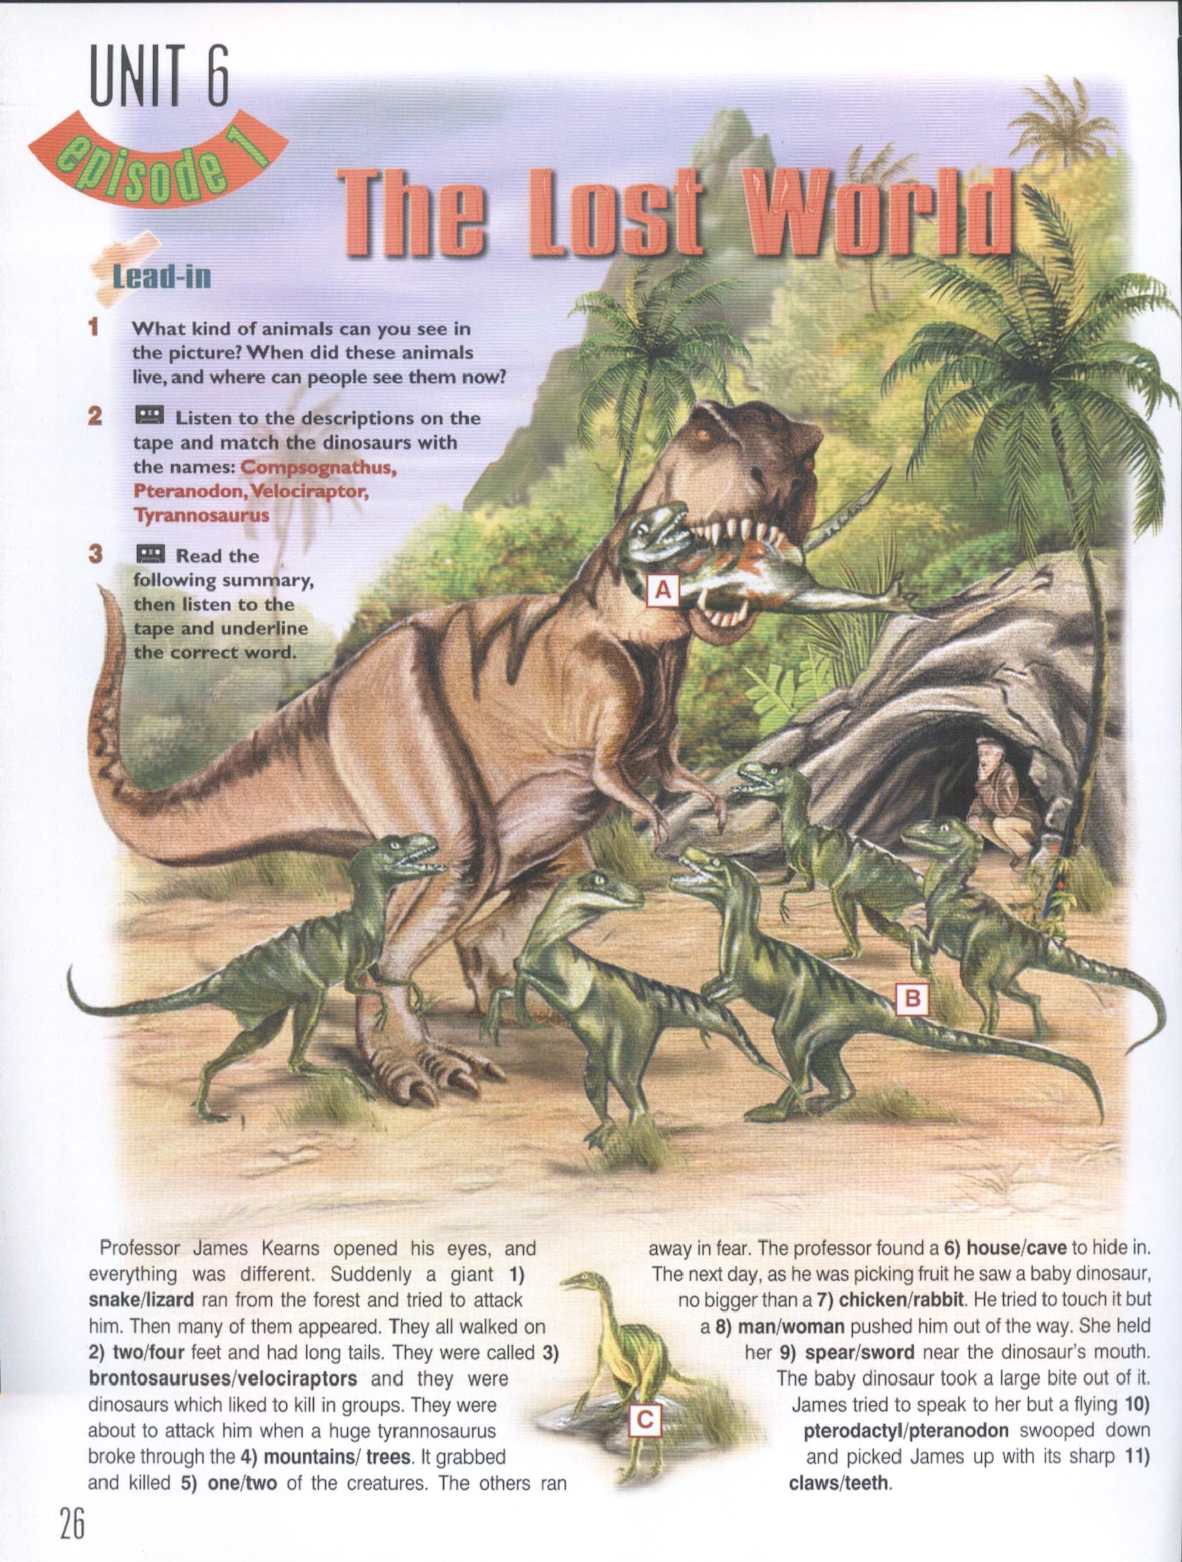 UNIT 6
episode 1
The Lost World
Lead-in
1 What kind of animals can you see in
the picture? When did these animals
live, and where can people see them now?
2 Listen to the descriptions on the
tape and match the dinosaurs with
the names: Compsognathus,
Pteranodon, Velociraptor,
Tyrannosaurus
3 Read the
following summary,
then listen to the
tape and underline
the correct word.
A
B
Professor James Kearns opened his eyes, and
everything was different. Suddenly a giant 1)
snake/lizard ran from the forest and tried to attack
him. Then many of them appeared. They all walked on
2) two/four feet and had long tails. They were called 3)
brontosauruses/velociraptors and they were
dinosaurs which liked to kill in groups. They were
about to attack him when a huge tyrannosaurus
broke through the 4) mountains/ trees. It grabbed
and killed 5) one/two of the creatures. The others ran
C
away in fear. The professor found a 6) house/cave to hide in.
The next day, as he was picking fruit he saw a baby dinosaur,
no bigger than a 7) chicken/rabbit. He tried to touch it but
a 8) man/woman pushed him out of the way. She held
her 9) spear/sword near the dinosaur's mouth.
The baby dinosaur took a large bite out of it.
James tried to speak to her but a flying 10)
pterodactyl/pteranodon swooped down
and picked James up with its sharp 11)
claws/teeth.
26